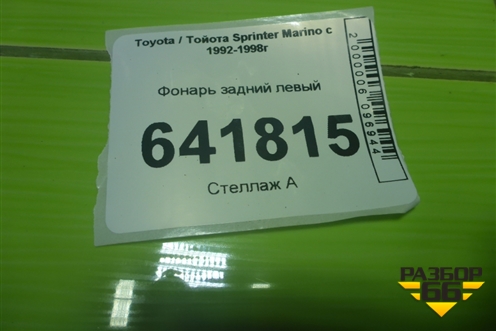 Toyota / Тойота Sprinter Marino с
1992-1998г
Фонарь задний левый
641815
Стеллаж А
2000006096944
РАЗБОР
66